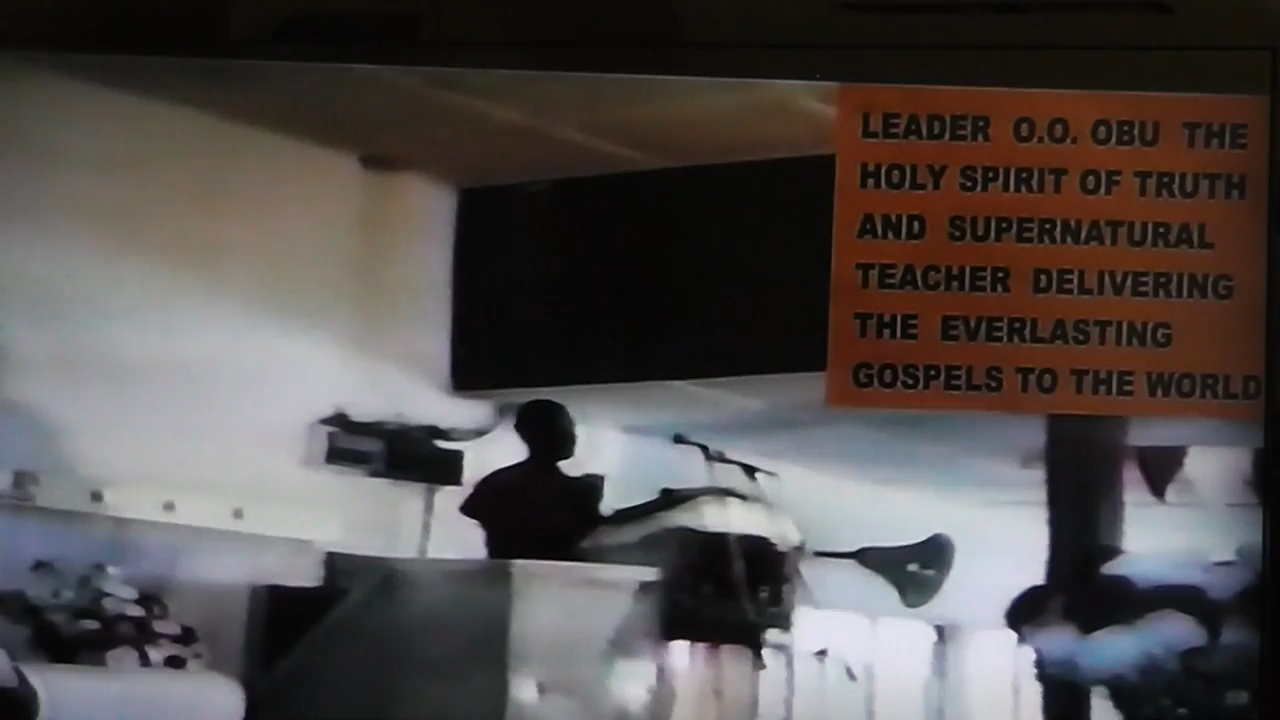 LEADER O.O. OBU THE
HOLY SPIRIT OF TRUTH
AND SUPERNATURAL
TEACHER DELIVERING
THE EVERLASTING
GOSPELS TO THE WORLD